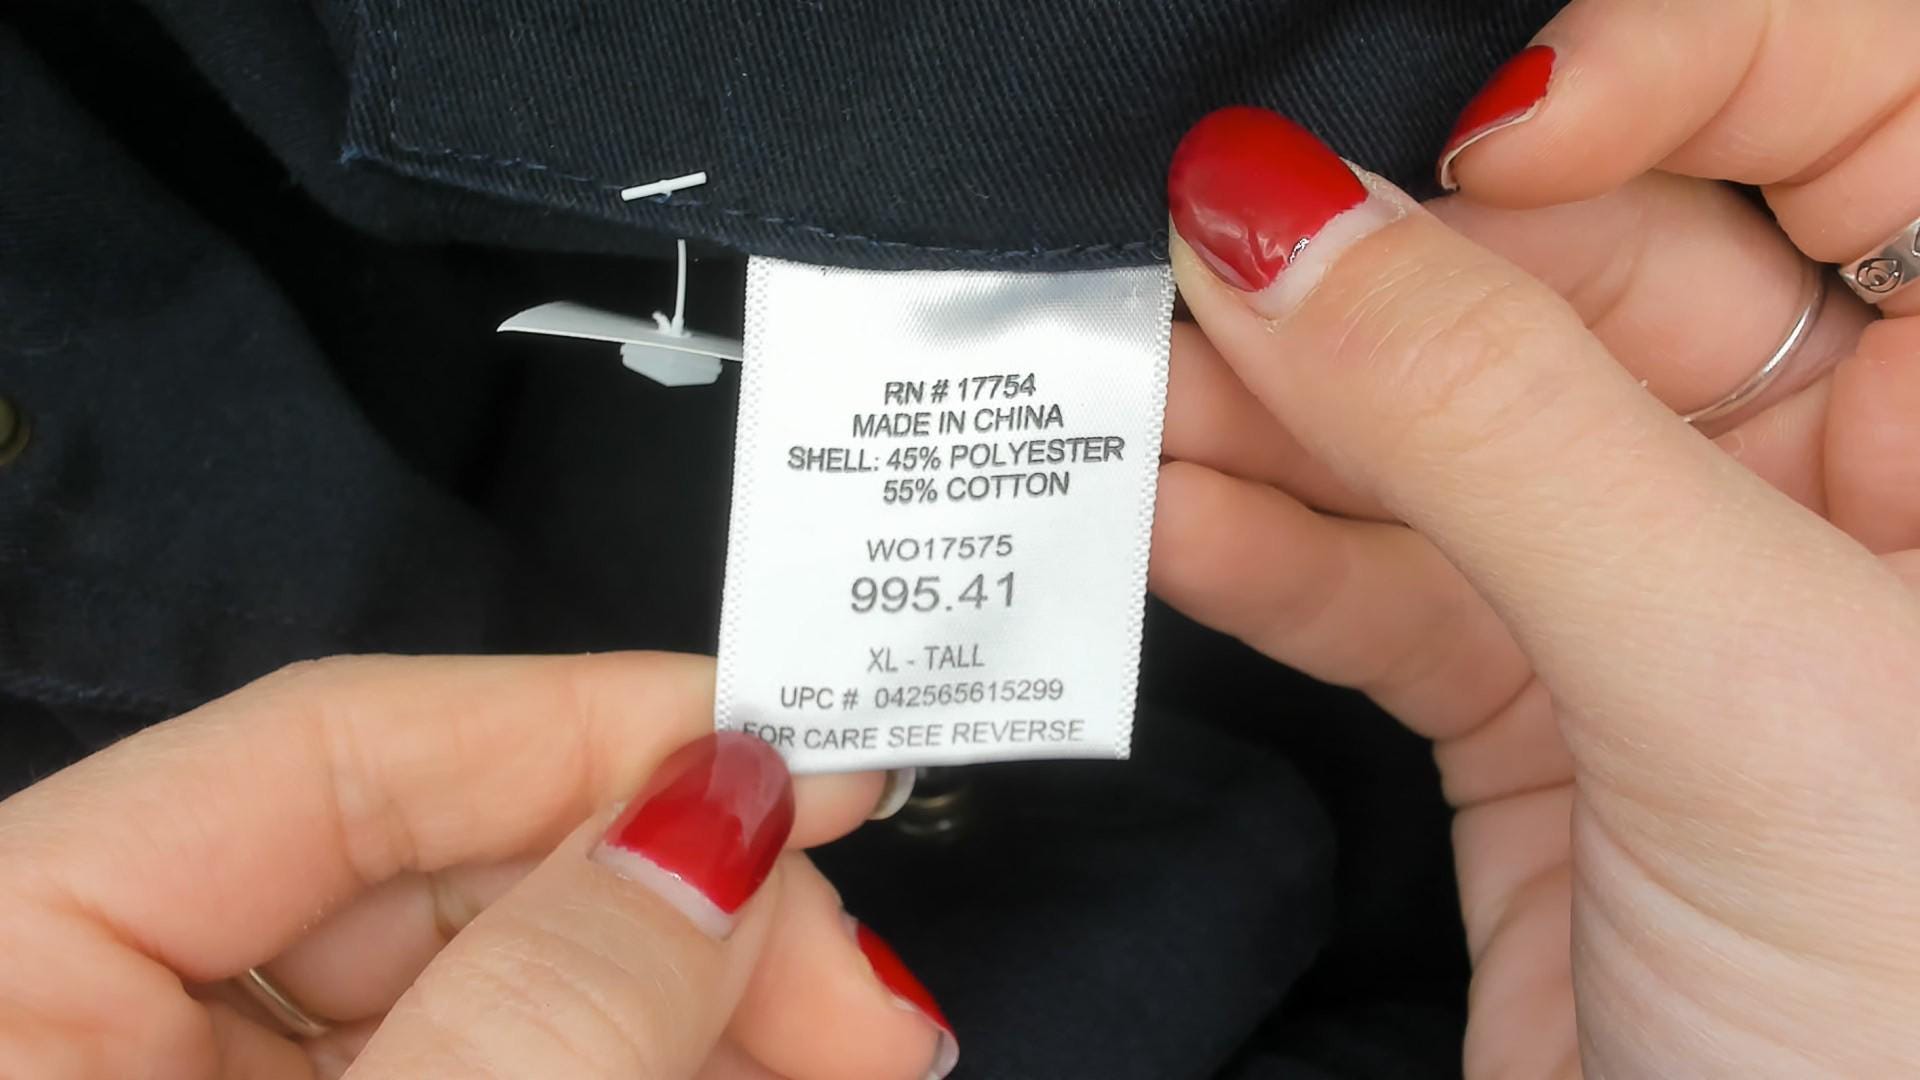 RN # 17754
MADE IN CHINA
SHELL: 45% POLYESTER
55% COTTON
WO17575
995.41
XL - TALL
UPC # 042565615299
FOR CARE SEE REVERSE